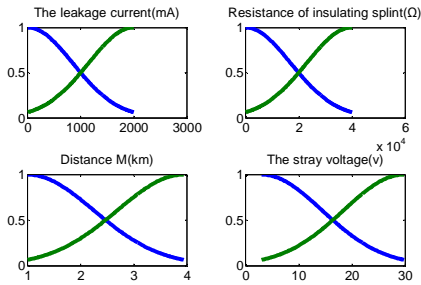 The leakage current(mA)
Resistance of insulating splint(Ω)
1
0.5
0
0 1000 2000 3000
1
0.5
0
0 2 4 6
x 10^4
Distance M(km)
The stray voltage(v)
1
0.5
0
1 2 3 4
1
0.5
0
0 10 20 30